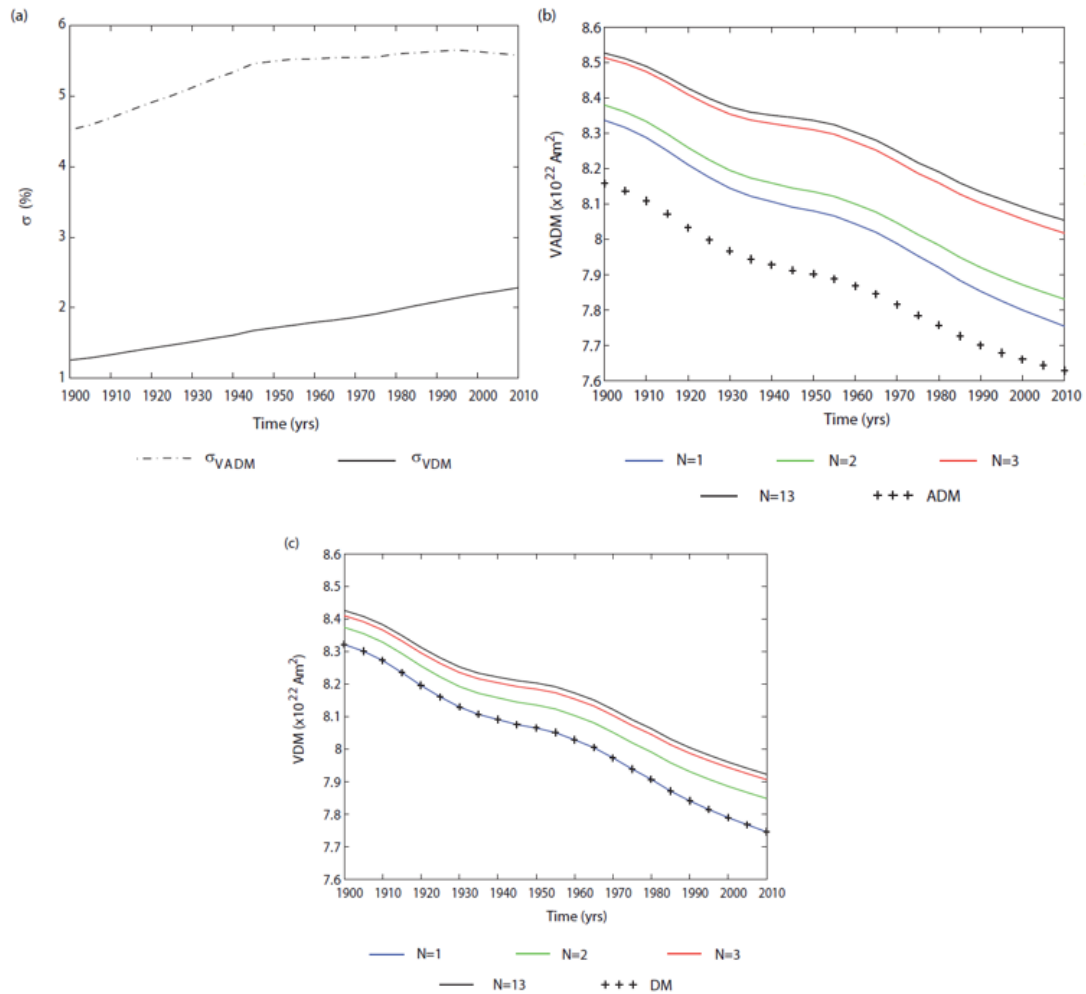 (a)
6
5
4
3
2
1
σ (%)
1900 1910 1920 1930 1940 1950 1960 1970 1980 1990 2000 2010
Time (yrs)
σVADM σVDM
(b)
8.6
8.5
8.4
8.3
8.2
8.1
8
7.9
7.8
7.7
7.6
VADM (x10²² Am²)
1900 1910 1920 1930 1940 1950 1960 1970 1980 1990 2000 2010
Time (yrs)
N=1 N=2 N=3
N=13 ADM
(c)
8.6
8.5
8.4
8.3
8.2
8.1
8
7.9
7.8
7.7
7.6
VDM (x10²² Am²)
1900 1910 1920 1930 1940 1950 1960 1970 1980 1990 2000 2010
Time (yrs)
N=1 N=2 N=3
N=13 DM